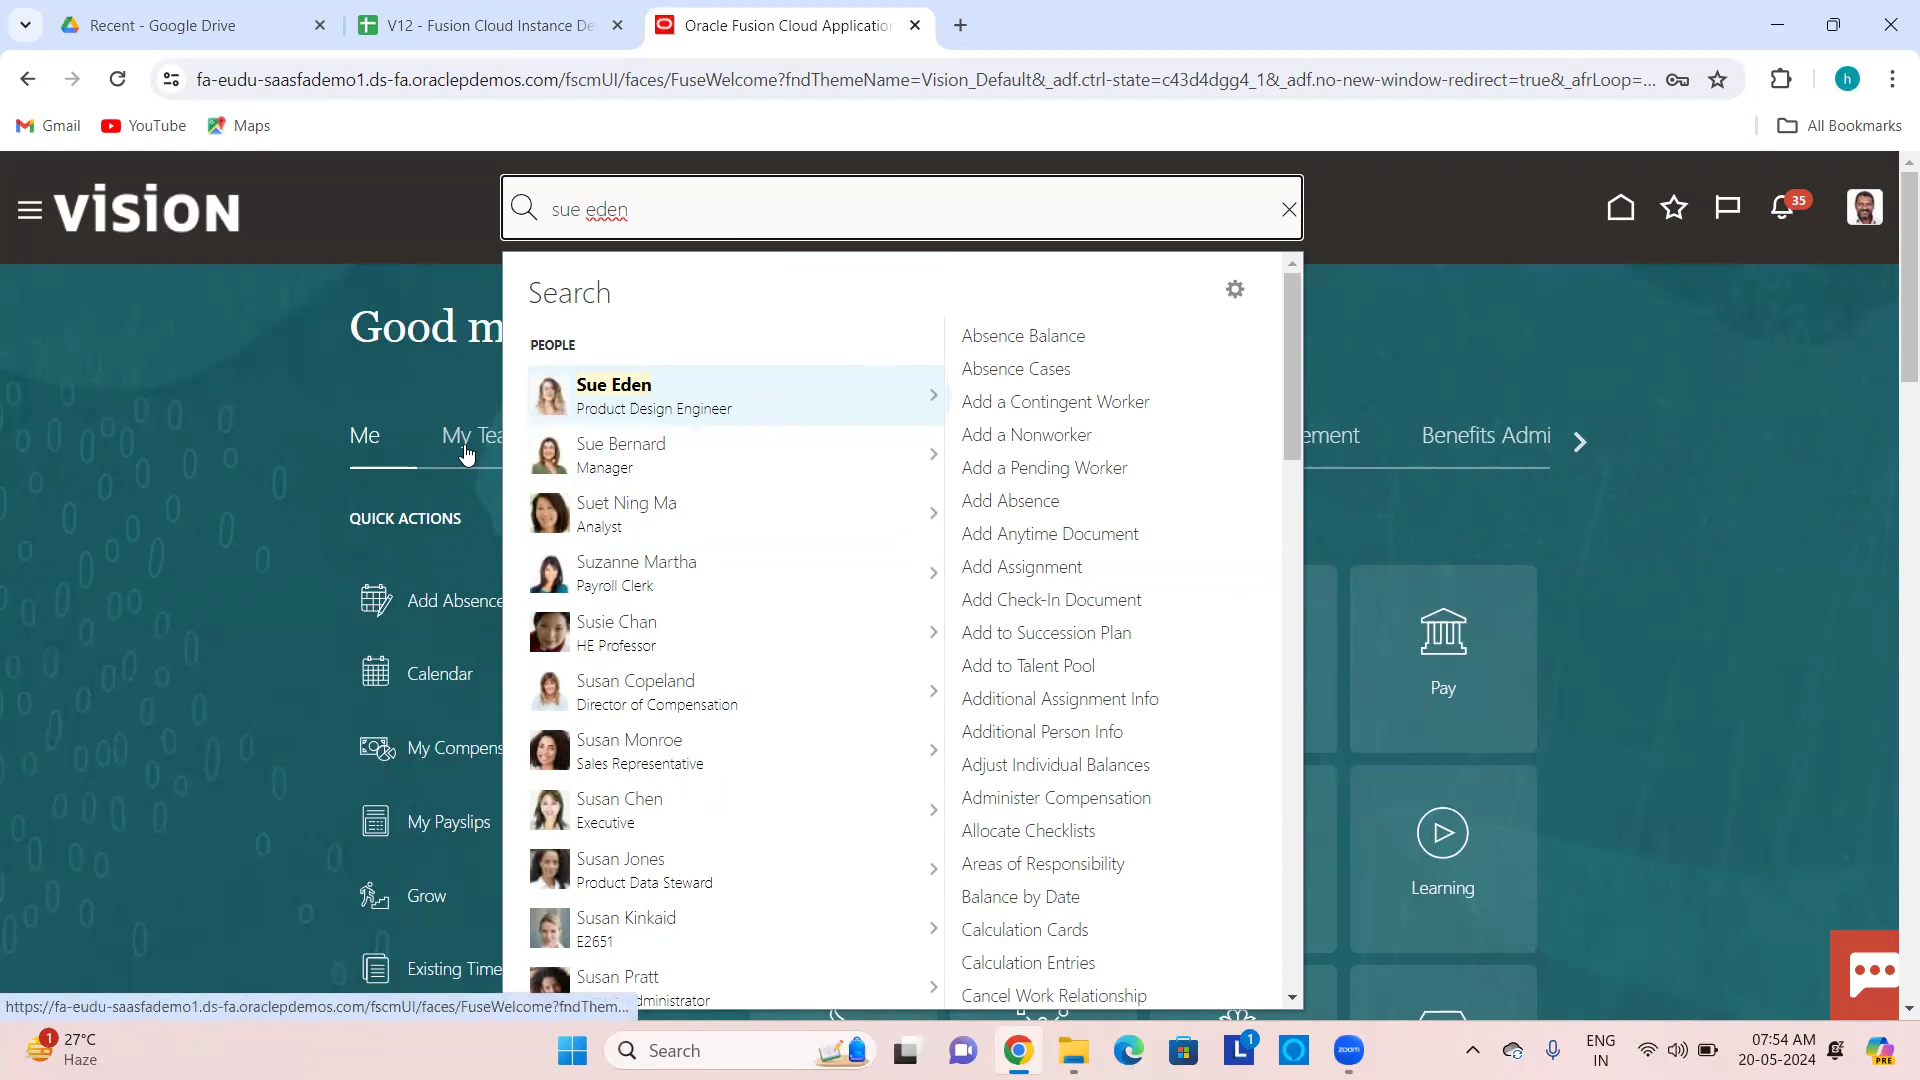 Recent - Google Drive
V12 - Fusion Cloud Instance De
Oracle Fusion Cloud Application
fa-eudu-saasfademo1.ds-fa.oraclepdemos.com/fscmUI/faces/FuseWelcome?fndThemeName=Vision_Default&_adf.ctrl-state=c43d4dgg4_1&_adf.no-new-window-redirect=true&_afrLoop=...
h
Gmail
YouTube
Maps
All Bookmarks
vision
sue eden
35
Good m
Search
PEOPLE
Sue Eden
Product Design Engineer
Sue Bernard
Manager
Suet Ning Ma
Analyst
Suzanne Martha
Payroll Clerk
Susie Chan
HE Professor
Susan Copeland
Director of Compensation
Susan Monroe
Sales Representative
Susan Chen
Executive
Susan Jones
Product Data Steward
Susan Kinkaid
E2651
Susan Pratt
dministrator
Absence Balance
Absence Cases
Add a Contingent Worker
Add a Nonworker
Add a Pending Worker
Add Absence
Add Anytime Document
Add Assignment
Add Check-In Document
Add to Succession Plan
Add to Talent Pool
Additional Assignment Info
Additional Person Info
Adjust Individual Balances
Administer Compensation
Allocate Checklists
Areas of Responsibility
Balance by Date
Calculation Cards
Calculation Entries
Cancel Work Relationship
Me
My Tea
ement
Benefits Admi
QUICK ACTIONS
Add Absence
Calendar
My Compens
My Payslips
Grow
Existing Time
Pay
Learning
https://fa-eudu-saasfademo1.ds-fa.oraclepdemos.com/fscmUI/faces/FuseWelcome?fndThem...
1
27°C
Haze
Search
L
1
zoom
ENG
IN
07:54 AM
20-05-2024
PRE